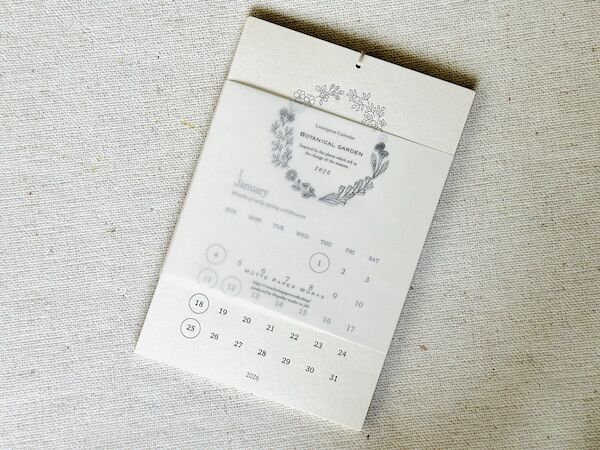 Letterpress Calendar
BOTANICAL GARDEN
Inspired by the plants which tell us
the change of the seasons
2026
1
January
SUN MON TUE WED THU FRI SAT
1 2 3
4 5 6 7 8 9 10
MUTTE PAPER WORKS
11 12 13 14 15 16 17
18 19 20 21 22 23 24
25 26 27 28 29 30 31
2026